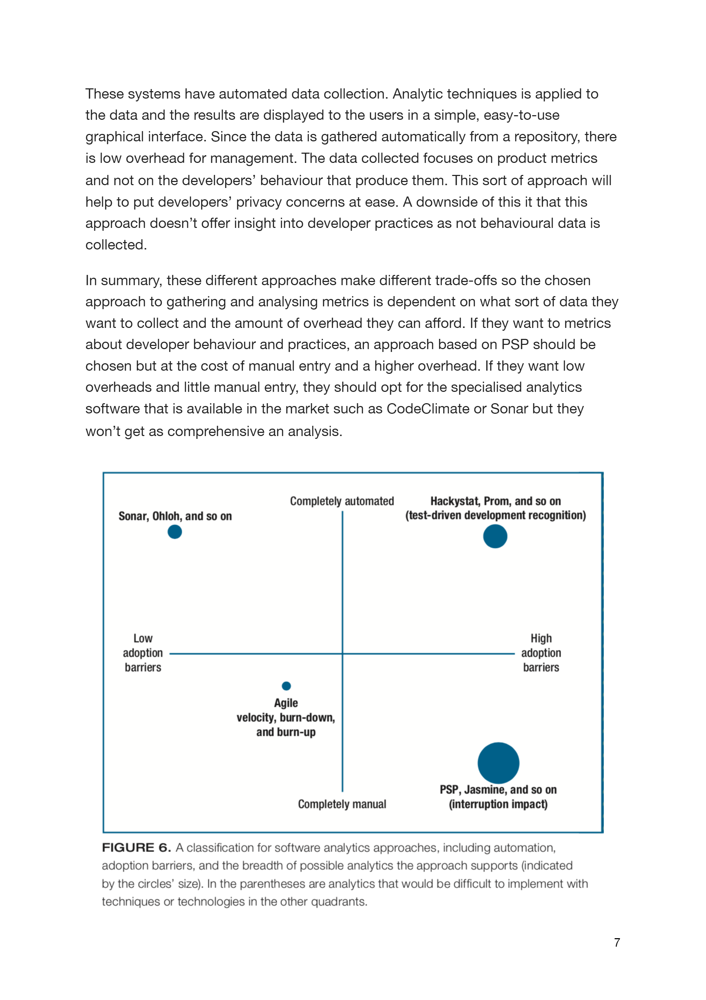 These systems have automated data collection. Analytic techniques is applied to
the data and the results are displayed to the users in a simple, easy-to-use
graphical interface. Since the data is gathered automatically from a repository, there
is low overhead for management. The data collected focuses on product metrics
and not on the developers’ behaviour that produce them. This sort of approach will
help to put developers’ privacy concerns at ease. A downside of this it that this
approach doesn’t offer insight into developer practices as not behavioural data is
collected.
In summary, these different approaches make different trade-offs so the chosen
approach to gathering and analysing metrics is dependent on what sort of data they
want to collect and the amount of overhead they can afford. If they want to metrics
about developer behaviour and practices, an approach based on PSP should be
chosen but at the cost of manual entry and a higher overhead. If they want low
overheads and little manual entry, they should opt for the specialised analytics
software that is available in the market such as CodeClimate or Sonar but they
won’t get as comprehensive an analysis.
Sonar, Ohloh, and so on
Completely automated
Hackystat, Prom, and so on
(test-driven development recognition)
Low
adoption
barriers
High
adoption
barriers
Agile
velocity, burn-down,
and burn-up
Completely manual
PSP, Jasmine, and so on
(interruption impact)
FIGURE 6. A classification for software analytics approaches, including automation,
adoption barriers, and the breadth of possible analytics the approach supports (indicated
by the circles’ size). In the parentheses are analytics that would be difficult to implement with
techniques or technologies in the other quadrants.
7